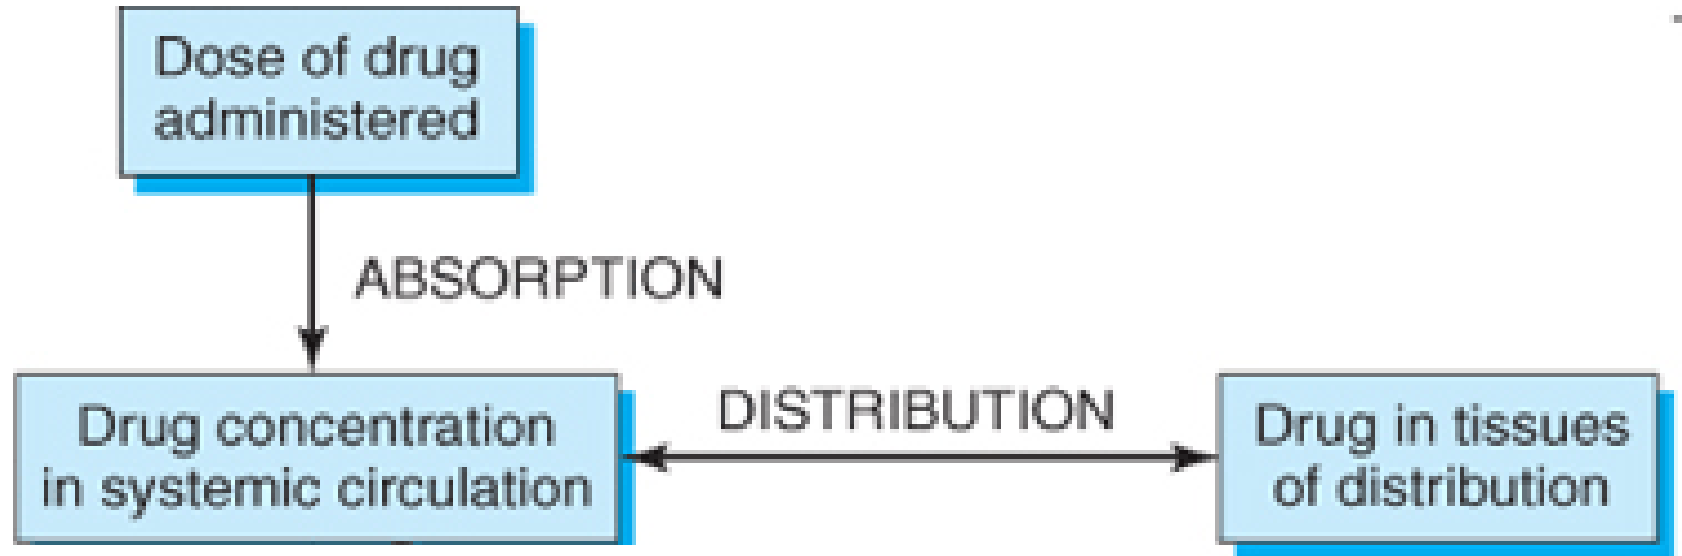 Dose of drug
administered
ABSORPTION
Drug concentration
in systemic circulation
DISTRIBUTION
Drug in tissues
of distribution